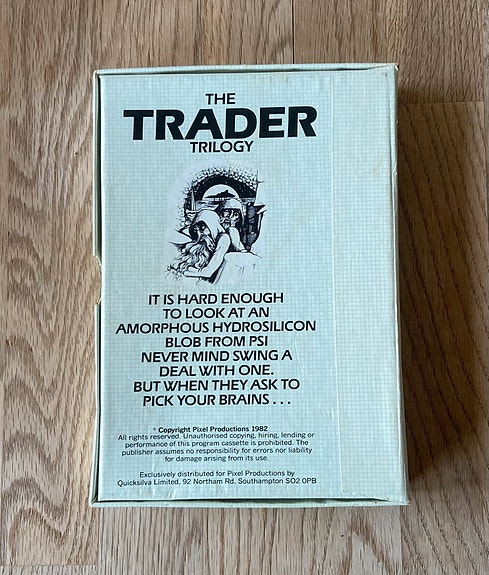 THE
TRADER
TRILOGY
IT IS HARD ENOUGH
TO LOOK AT AN
AMORPHOUS HYDROSILICON
BLOB FROM PSI
NEVER MIND SWING A
DEAL WITH ONE.
BUT WHEN THEY ASK TO
PICK YOUR BRAINS . . .
© Copyright Pixel Productions 1982
All rights reserved. Unauthorised copying, hiring, lending or
performance of this program cassette is prohibited. The
publisher assumes no responsibility for errors nor liability
for damage arising from its use.
Exclusively distributed for Pixel Productions by
Quicksilva Limited, 92 Northam Rd, Southampton SO2 0PB